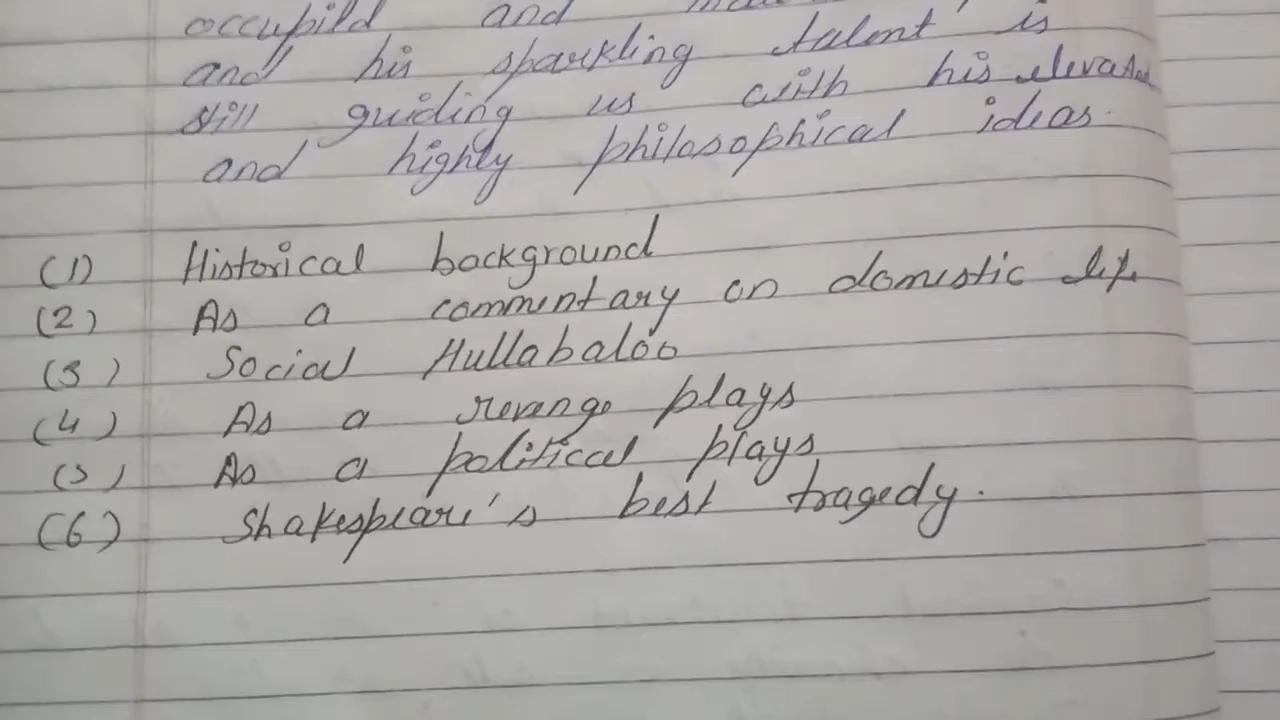 occupild and
and his sparkling talent is
still guiding us with his elevated
and highly philosophical ideas.
(1) Historical background
(2) As a commentary on domestic life
(3) Social Hullabaloo
(4) As a revenge plays
(5) As a political plays
(6) Shakespeare's best tragedy.